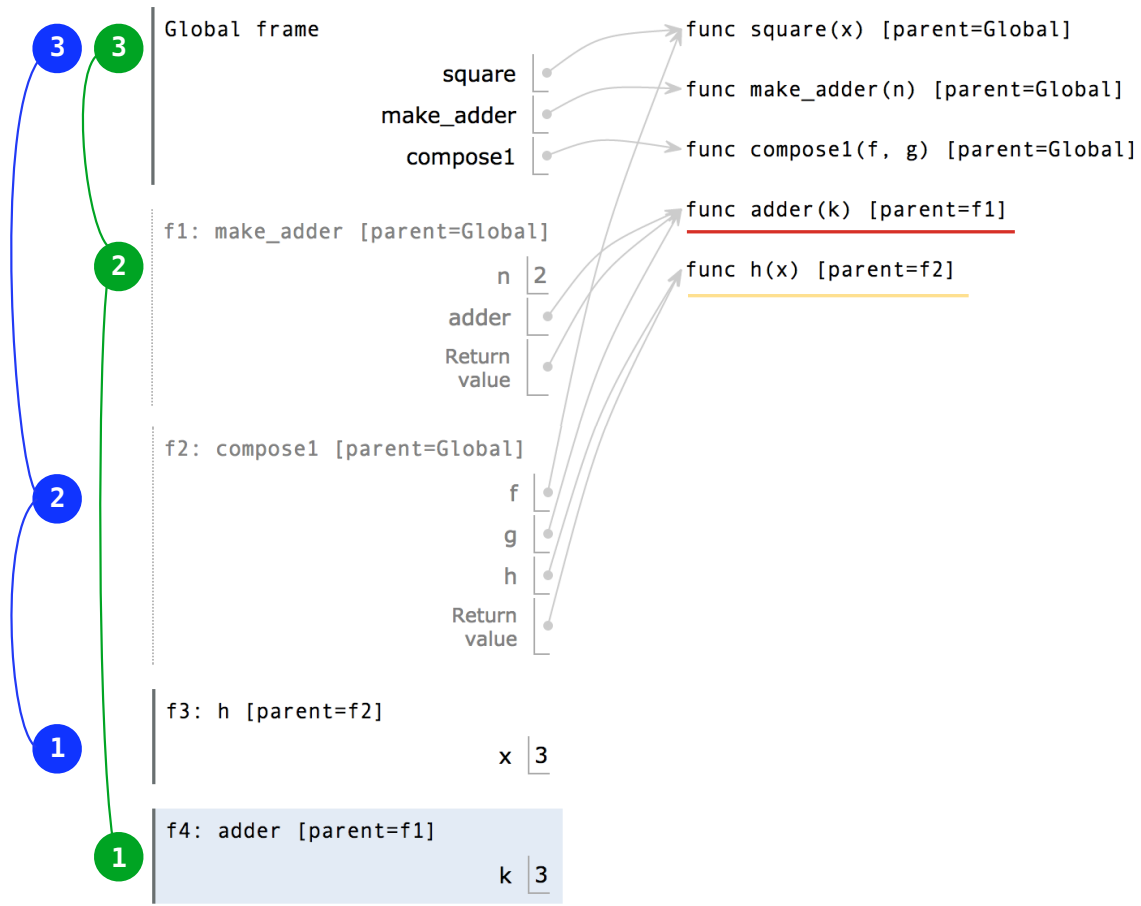 3 3 Global frame func square(x) [parent=Global]
square
make_adder func make_adder(n) [parent=Global]
compose1 func compose1(f, g) [parent=Global]
func adder(k) [parent=f1]
2 f1: make_adder [parent=Global]
func h(x) [parent=f2]
n 2
adder
Return
value
f2: compose1 [parent=Global]
2 f
g
h
Return
value
f3: h [parent=f2]
1 x 3
f4: adder [parent=f1]
1 k 3